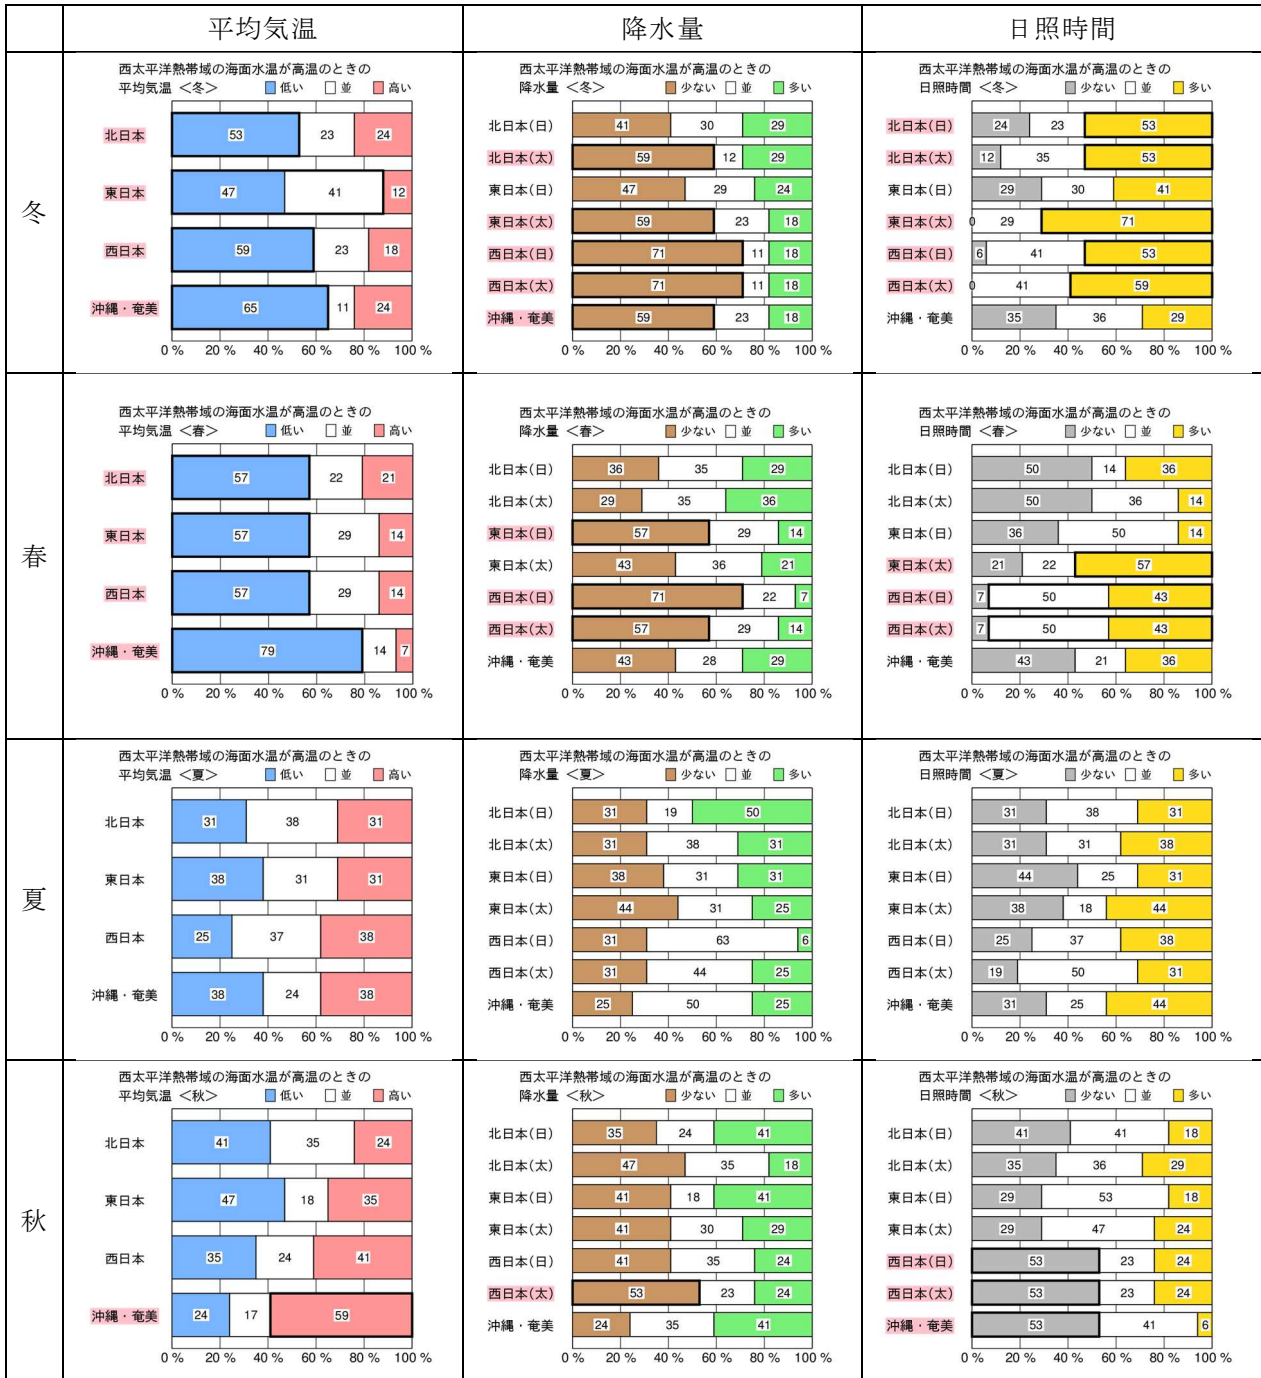 平均気温 降水量 日照時間
冬
西太平洋熱帯域の海面水温が高温のときの
平均気温 <冬> 低い 並 高い
北日本 53 23 24
東日本 47 41 12
西日本 59 23 18
沖縄・奄美 65 11 24
0 % 20 % 40 % 60 % 80 % 100 %
西太平洋熱帯域の海面水温が高温のときの
降水量 <冬> 少ない 並 多い
北日本(日) 41 30 29
北日本(太) 59 12 29
東日本(日) 47 29 24
東日本(太) 59 23 18
西日本(日) 71 11 18
西日本(太) 71 11 18
沖縄・奄美 59 23 18
0 % 20 % 40 % 60 % 80 % 100 %
西太平洋熱帯域の海面水温が高温のときの
日照時間 <冬> 少ない 並 多い
北日本(日) 24 23 53
北日本(太) 12 35 53
東日本(日) 29 30 41
東日本(太) 0 29 71
西日本(日) 6 41 53
西日本(太) 0 41 59
沖縄・奄美 35 36 29
0 % 20 % 40 % 60 % 80 % 100 %
春
西太平洋熱帯域の海面水温が高温のときの
平均気温 <春> 低い 並 高い
北日本 57 22 21
東日本 57 29 14
西日本 57 29 14
沖縄・奄美 79 14 7
0 % 20 % 40 % 60 % 80 % 100 %
西太平洋熱帯域の海面水温が高温のときの
降水量 <春> 少ない 並 多い
北日本(日) 36 35 29
北日本(太) 29 35 36
東日本(日) 57 29 14
東日本(太) 43 36 21
西日本(日) 71 22 7
西日本(太) 57 29 14
沖縄・奄美 43 28 29
0 % 20 % 40 % 60 % 80 % 100 %
西太平洋熱帯域の海面水温が高温のときの
日照時間 <春> 少ない 並 多い
北日本(日) 50 14 36
北日本(太) 50 36 14
東日本(日) 36 50 14
東日本(太) 21 22 57
西日本(日) 7 50 43
西日本(太) 7 50 43
沖縄・奄美 43 21 36
0 % 20 % 40 % 60 % 80 % 100 %
夏
西太平洋熱帯域の海面水温が高温のときの
平均気温 <夏> 低い 並 高い
北日本 31 38 31
東日本 38 31 31
西日本 25 37 38
沖縄・奄美 38 24 38
0 % 20 % 40 % 60 % 80 % 100 %
西太平洋熱帯域の海面水温が高温のときの
降水量 <夏> 少ない 並 多い
北日本(日) 31 19 50
北日本(太) 31 38 31
東日本(日) 38 31 31
東日本(太) 44 31 25
西日本(日) 31 63 6
西日本(太) 31 44 25
沖縄・奄美 25 50 25
0 % 20 % 40 % 60 % 80 % 100 %
西太平洋熱帯域の海面水温が高温のときの
日照時間 <夏> 少ない 並 多い
北日本(日) 31 38 31
北日本(太) 31 31 38
東日本(日) 44 25 31
東日本(太) 38 18 44
西日本(日) 25 37 38
西日本(太) 19 50 31
沖縄・奄美 31 25 44
0 % 20 % 40 % 60 % 80 % 100 %
秋
西太平洋熱帯域の海面水温が高温のときの
平均気温 <秋> 低い 並 高い
北日本 41 35 24
東日本 47 18 35
西日本 35 24 41
沖縄・奄美 24 17 59
0 % 20 % 40 % 60 % 80 % 100 %
西太平洋熱帯域の海面水温が高温のときの
降水量 <秋> 少ない 並 多い
北日本(日) 35 24 41
北日本(太) 47 35 18
東日本(日) 41 18 41
東日本(太) 41 30 29
西日本(日) 41 35 24
西日本(太) 53 23 24
沖縄・奄美 24 35 41
0 % 20 % 40 % 60 % 80 % 100 %
西太平洋熱帯域の海面水温が高温のときの
日照時間 <秋> 少ない 並 多い
北日本(日) 41 41 18
北日本(太) 35 36 29
東日本(日) 29 53 18
東日本(太) 29 47 24
西日本(日) 53 23 24
西日本(太) 53 23 24
沖縄・奄美 53 41 6
0 % 20 % 40 % 60 % 80 % 100 %